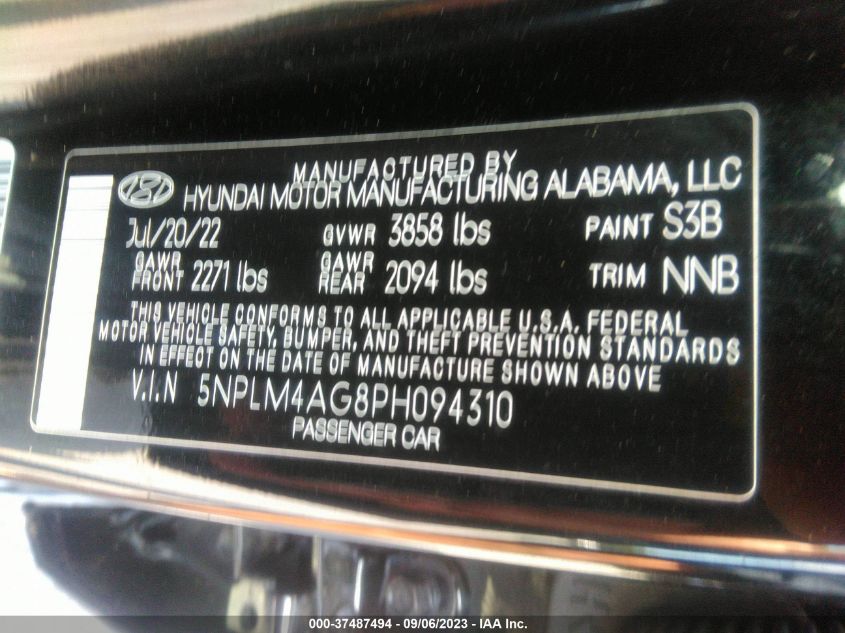 MANUFACTURED BY
HYUNDAI MOTOR MANUFACTURING ALABAMA, LLC
Jul/20/22 GVWR 3858 lbs PAINT S3B
GAWR FRONT 2271 lbs GAWR REAR 2094 lbs TRIM NNB
THIS VEHICLE CONFORMS TO ALL APPLICABLE U.S.A. FEDERAL
MOTOR VEHICLE SAFETY, BUMPER, AND THEFT PREVENTION STANDARDS
IN EFFECT ON THE DATE OF MANUFACTURE SHOWN ABOVE
V.I.N 5NPLM4AG8PH094310
PASSENGER CAR
000-37487494 - 09/06/2023 - IAA Inc.